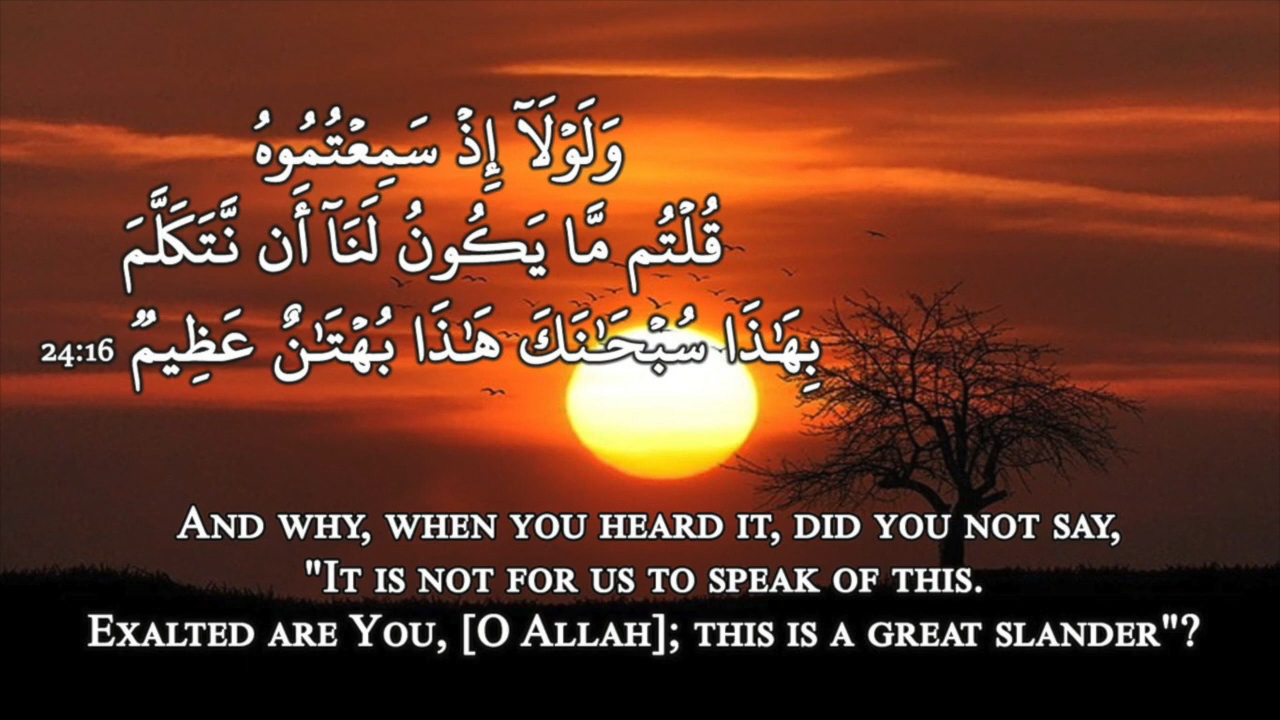 وَلَوْلَآ إِذْ سَمِعْتُمُوهُ
قُلْتُم مَّا يَكُونُ لَنَآ أَن نَّتَكَلَّمَ
بِهَٰذَا سُبْحَٰنَكَ هَٰذَا بُهْتَٰنٌ عَظِيمٌ 24:16
And why, when you heard it, did you not say,
"It is not for us to speak of this.
Exalted are You, [O Allah]; this is a great slander"?